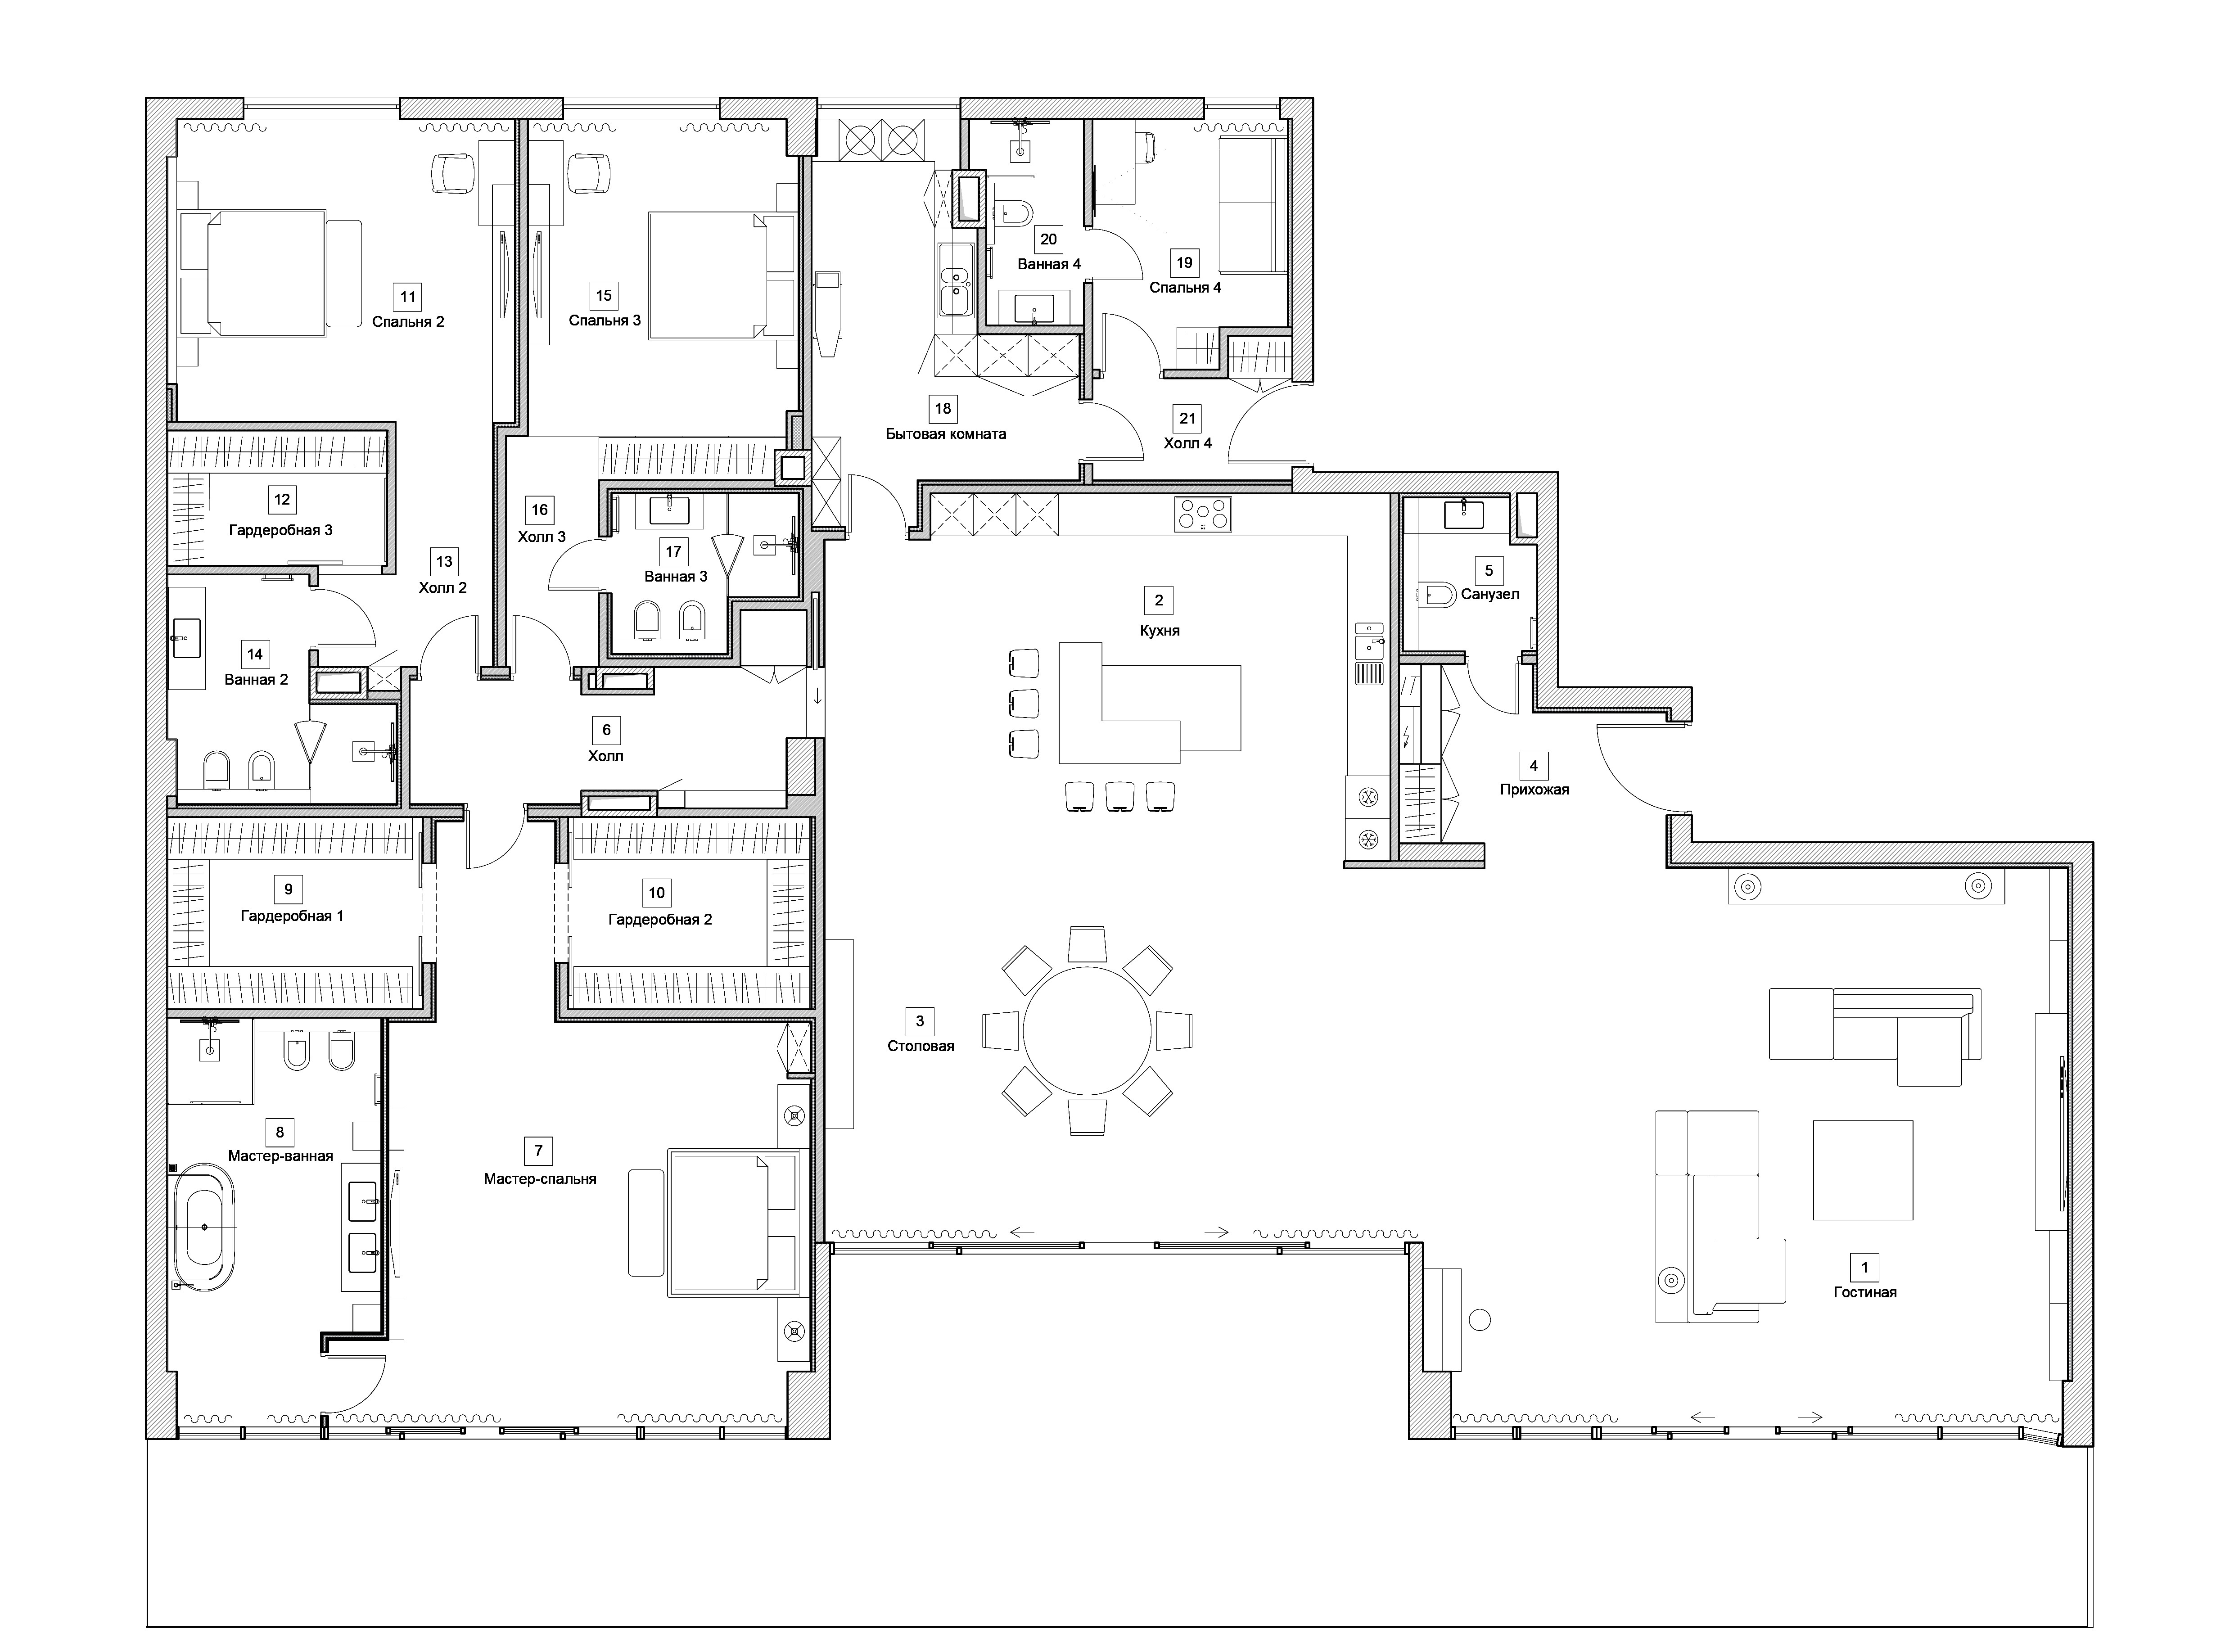 20
Ванная 4
19
Спальня 4
11
Спальня 2
15
Спальня 3
18
Бытовая комната
21
Холл 4
12
Гардеробная 3
16
Холл 3
13
Холл 2
17
Ванная 3
2
Кухня
5
Санузел
14
Ванная 2
6
Холл
4
Прихожая
9
Гардеробная 1
10
Гардеробная 2
3
Столовая
8
Мастер-ванная
7
Мастер-спальня
1
Гостиная